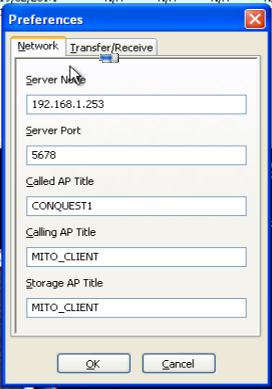 Preferences
Network Transfer/Receive
Server
192.168.1.253
Server Port
5678
Called AP Title
CONQUEST1
Calling AP Title
MITO_CLIENT
Storage AP Title
MITO_CLIENT
OK Cancel